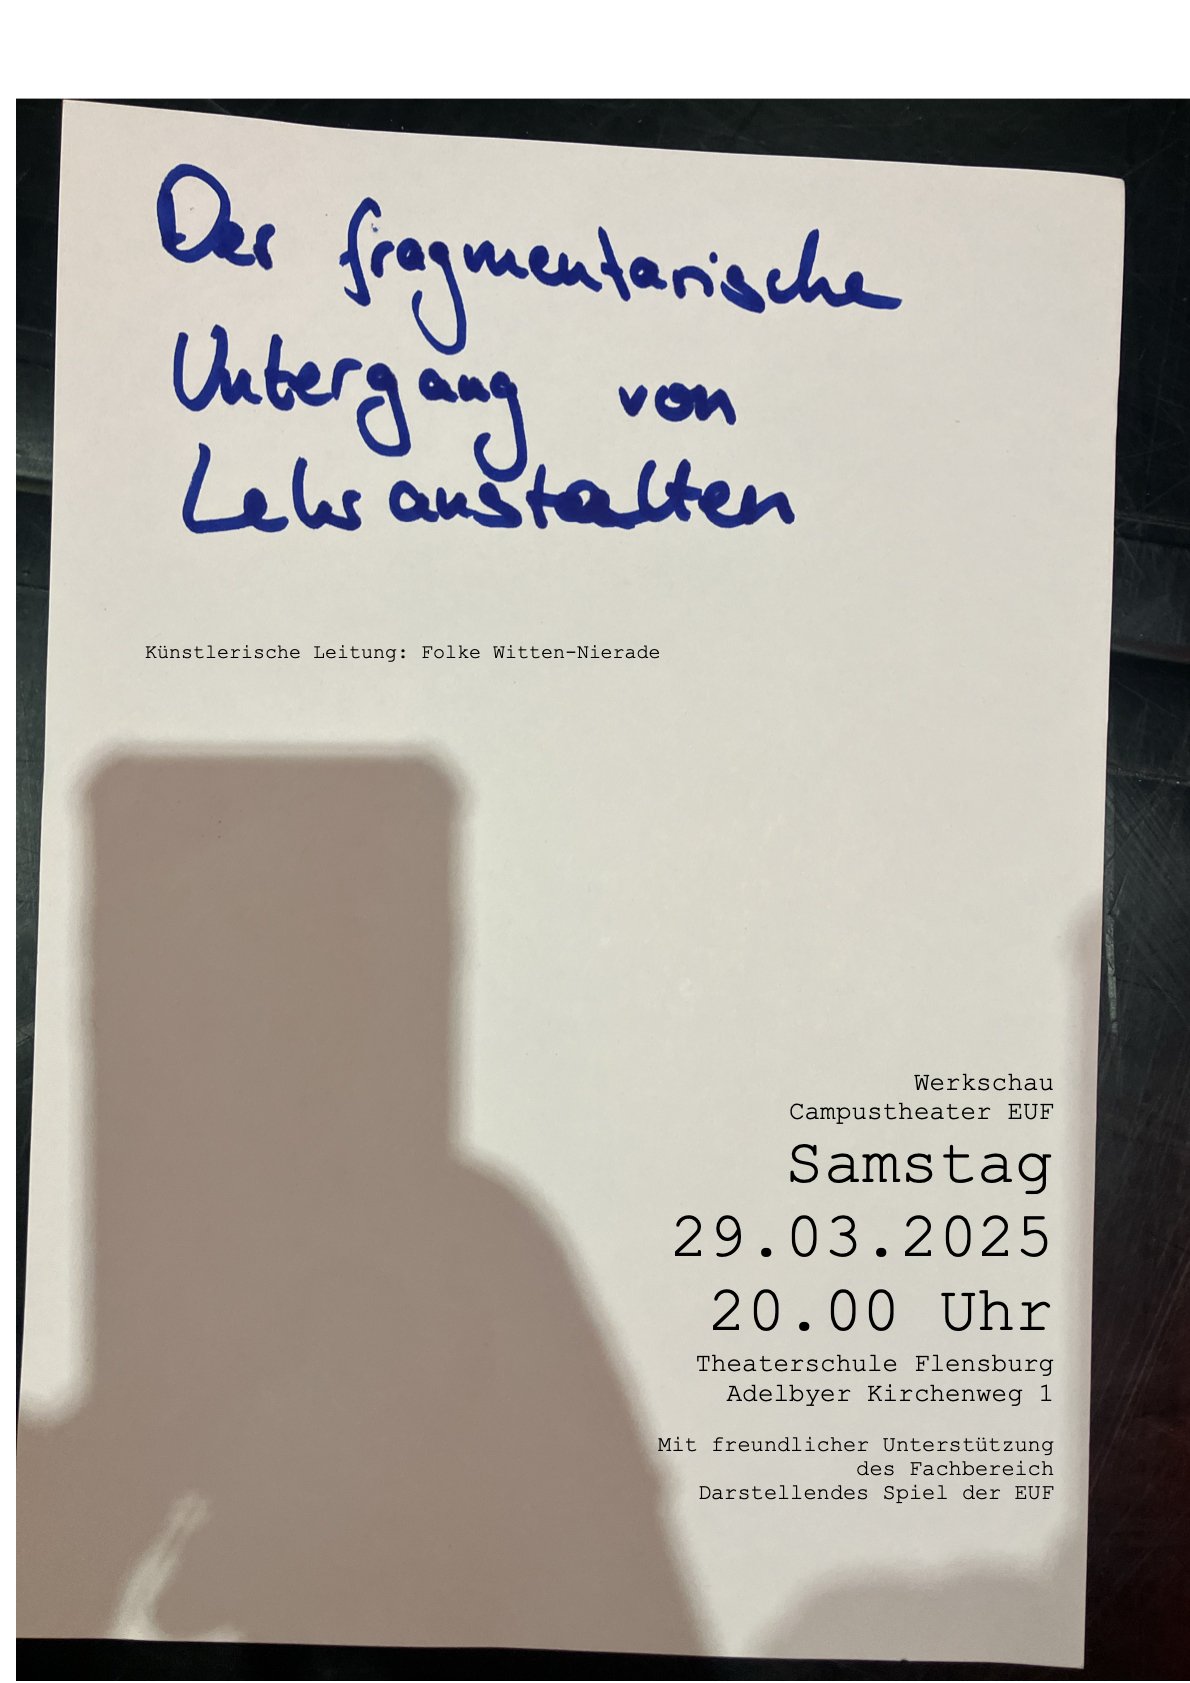 Der fragmentarische
Untergang von
Lehranstalten
Künstlerische Leitung: Folke Witten-Nierade
Werkschau
Campustheater EUF
Samstag
29.03.2025
20.00 Uhr
Theaterschule Flensburg
Adelbyer Kirchenweg 1
Mit freundlicher Unterstützung
des Fachbereich
Darstellendes Spiel der EUF